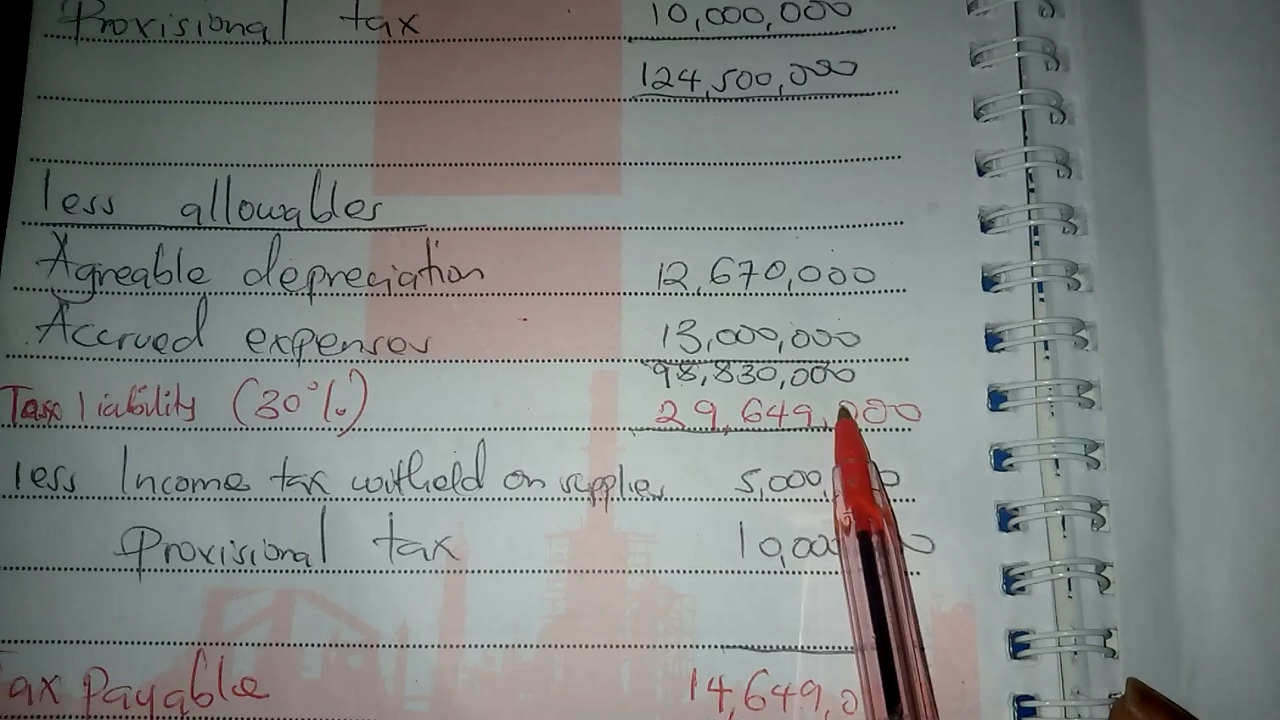 Provisional tax 10,000,000
124,500,000
less allowables
Agreable depreciation 12,670,000
Accrued expenses 13,000,000
98,830,000
Tax liability (30%) 29,649,000
less Income tax witheld on supplies 5,000,
Provisional tax 10,00
ax Payable 14,649,0